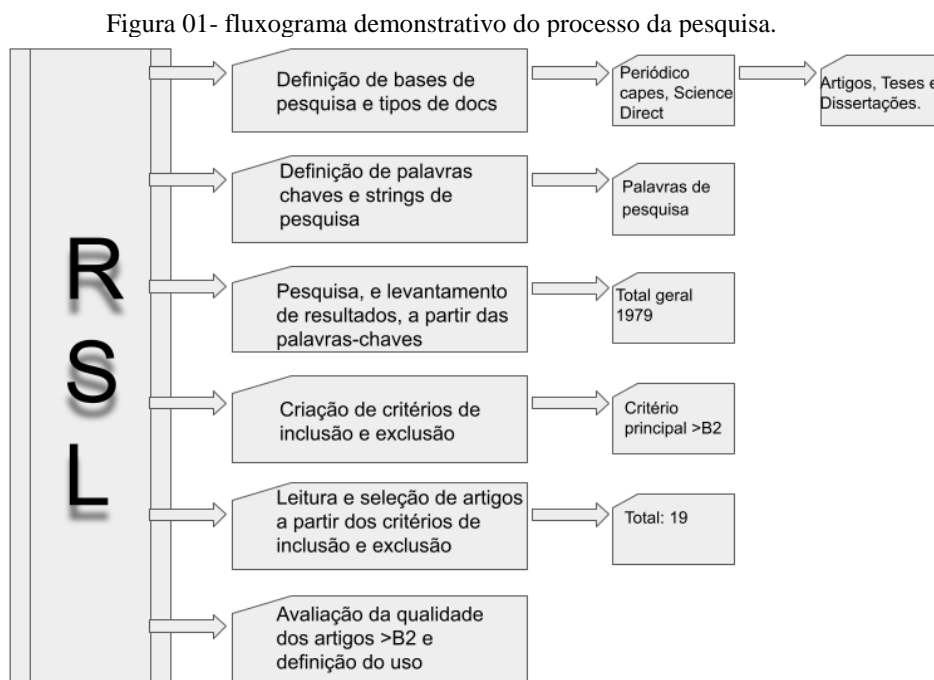 Figura 01- fluxograma demonstrativo do processo da pesquisa.
R
S
L
Definição de bases de
pesquisa e tipos de docs
Periódico
capes, Science
Direct
Artigos, Teses e
Dissertações.
Definição de palavras
chaves e strings de
pesquisa
Palavras de
pesquisa
Pesquisa, e levantamento
de resultados, a partir das
palavras-chaves
Total geral
1979
Criação de critérios de
inclusão e exclusão
Critério
principal >B2
Leitura e seleção de artigos
a partir dos critérios de
inclusão e exclusão
Total: 19
Avaliação da qualidade
dos artigos >B2 e
definição do uso